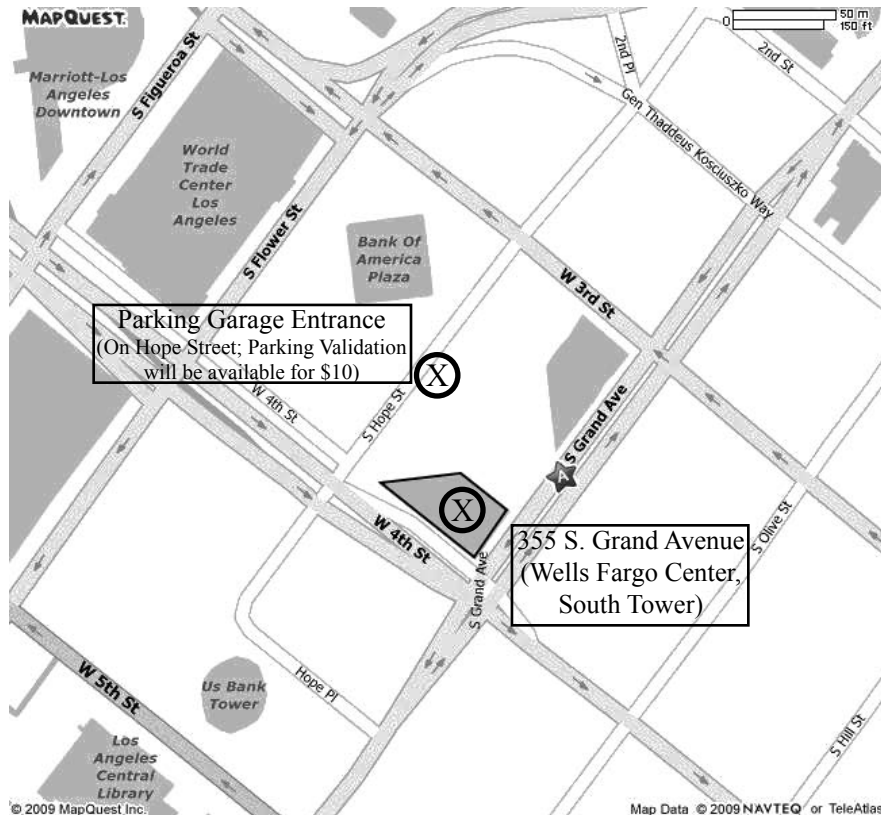 MAPQUEST.
0
50 m
150 ft
Marriott-Los
Angeles
Downtown
S Figueroa St
2nd Pl
2nd St
Gen Thaddeus Kosciuszko Way
World
Trade
Center
Los
Angeles
S Flower St
Bank Of
America
Plaza
W 3rd St
Parking Garage Entrance
(On Hope Street; Parking Validation
will be available for $10)
X
W 4th St
S Hope St
S Grand Ave
A
X
W 4th St
355 S. Grand Avenue
(Wells Fargo Center,
South Tower)
S Olive St
S Grand Ave
Hope Pl
W 5th St
Us Bank
Tower
S Hill St
Los
Angeles
Central
Library
© 2009 MapQuest Inc.
Map Data © 2009 NAVTEQ or TeleAtlas